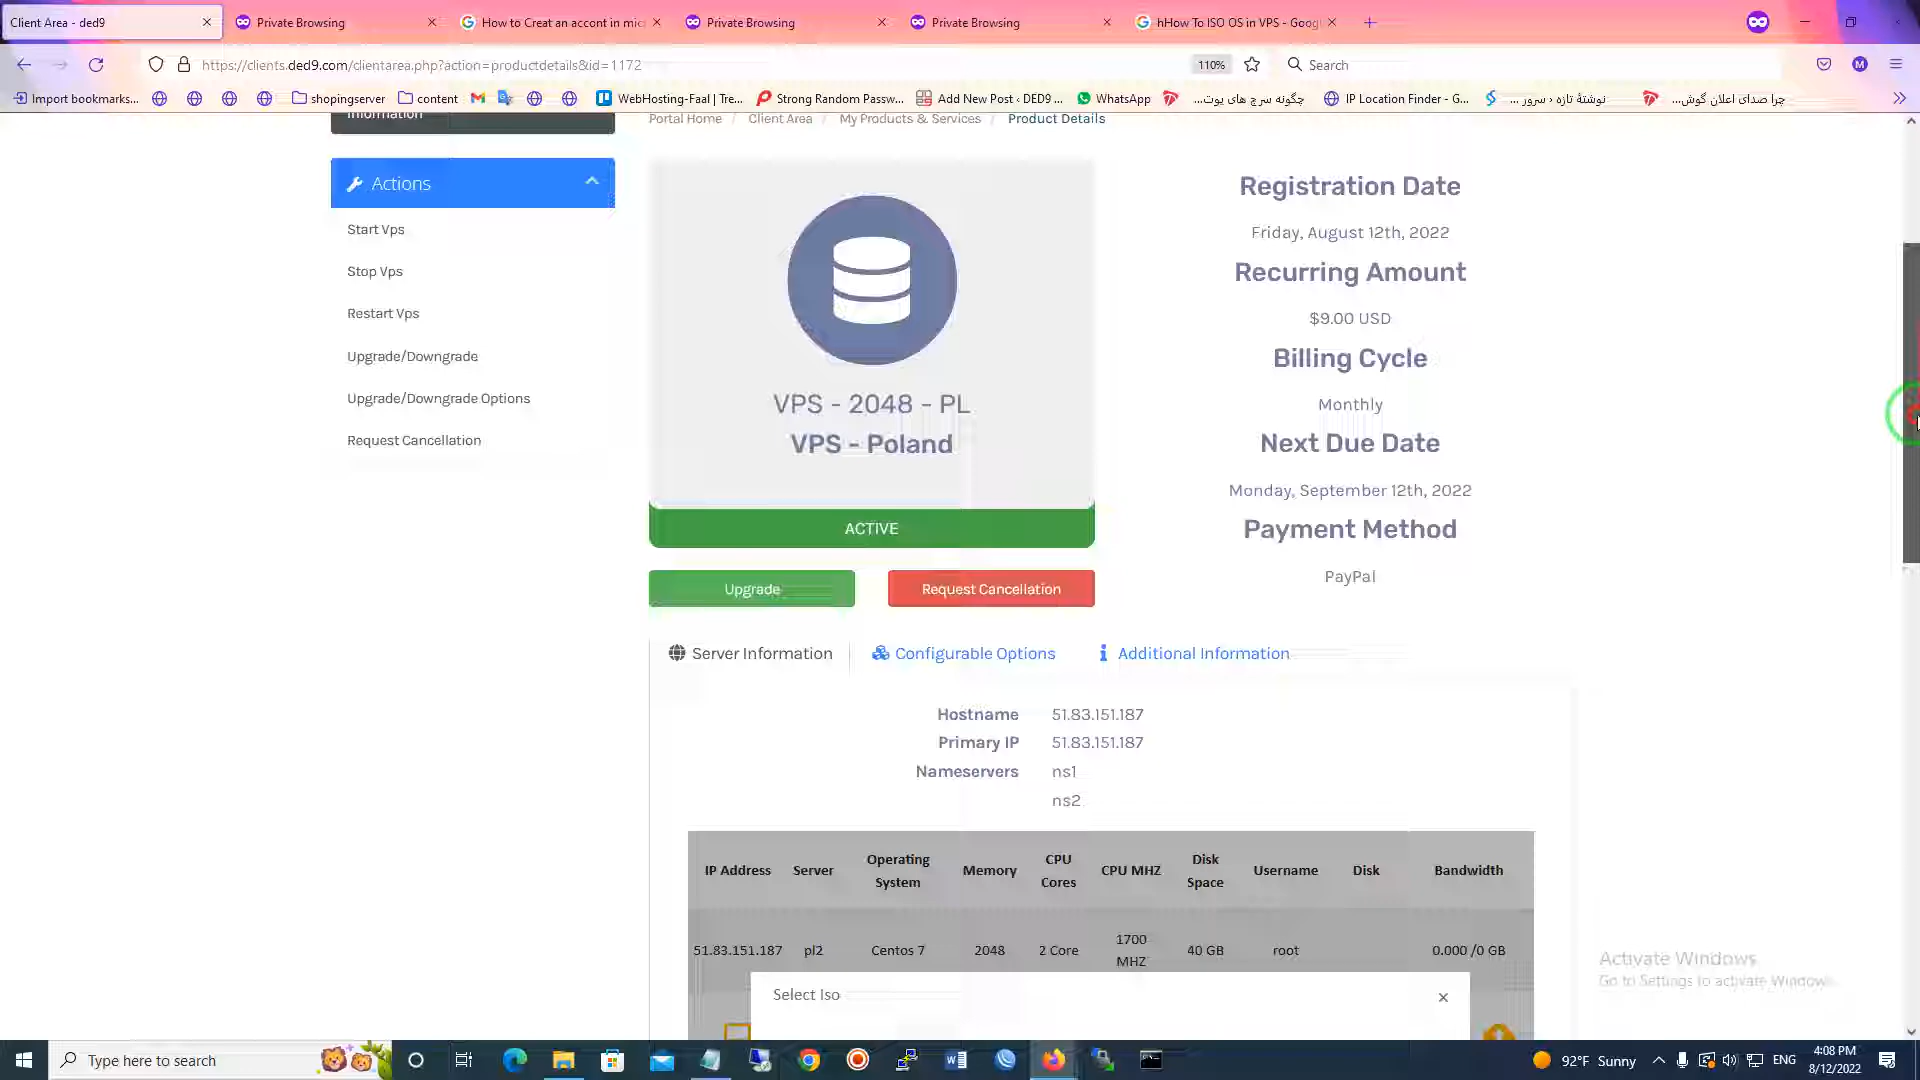 Client Area - ded9
Private Browsing
How to Creat an accont in mic
Private Browsing
Private Browsing
hHow To ISO OS in VPS - Goog
https://clients.ded9.com/clientarea.php?action=productdetails&id=1172
110%
Search
M
Import bookmarks...
shopingserver
content
WebHosting-Faal | Tre...
Strong Random Passw...
Add New Post ‹ DED9 ...
WhatsApp
چگونه سرچ های یوت...
IP Location Finder - G...
نوشتهٔ تازه ‹ سرور ...
چرا صدای اعلان گوش...
Information
Portal Home / Client Area / My Products & Services / Product Details
Actions
Start Vps
Stop Vps
Restart Vps
Upgrade/Downgrade
Upgrade/Downgrade Options
Request Cancellation
VPS - 2048 - PL
VPS - Poland
ACTIVE
Upgrade
Request Cancellation
Registration Date
Friday, August 12th, 2022
Recurring Amount
$9.00 USD
Billing Cycle
Monthly
Next Due Date
Monday, September 12th, 2022
Payment Method
PayPal
Server Information
Configurable Options
Additional Information
Hostname 51.83.151.187
Primary IP 51.83.151.187
Nameservers ns1
ns2
IP Address Server Operating System Memory CPU Cores CPU MHZ Disk Space Username Disk Bandwidth
51.83.151.187 pl2 Centos 7 2048 2 Core 1700 MHZ 40 GB root 0.000 /0 GB
Select Iso
Activate Windows
Go to Settings to activate Windows.
Type here to search
92°F Sunny
ENG
4:08 PM
8/12/2022